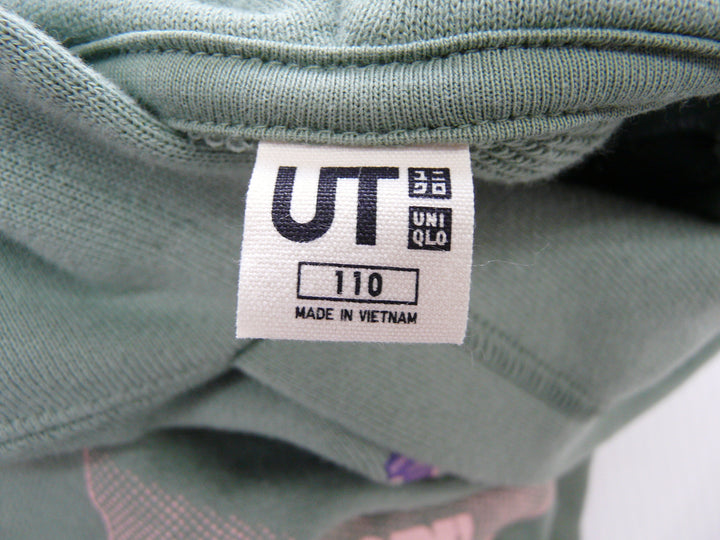 UT
ユニ
クロ
UNI
QLO
110
MADE IN VIETNAM